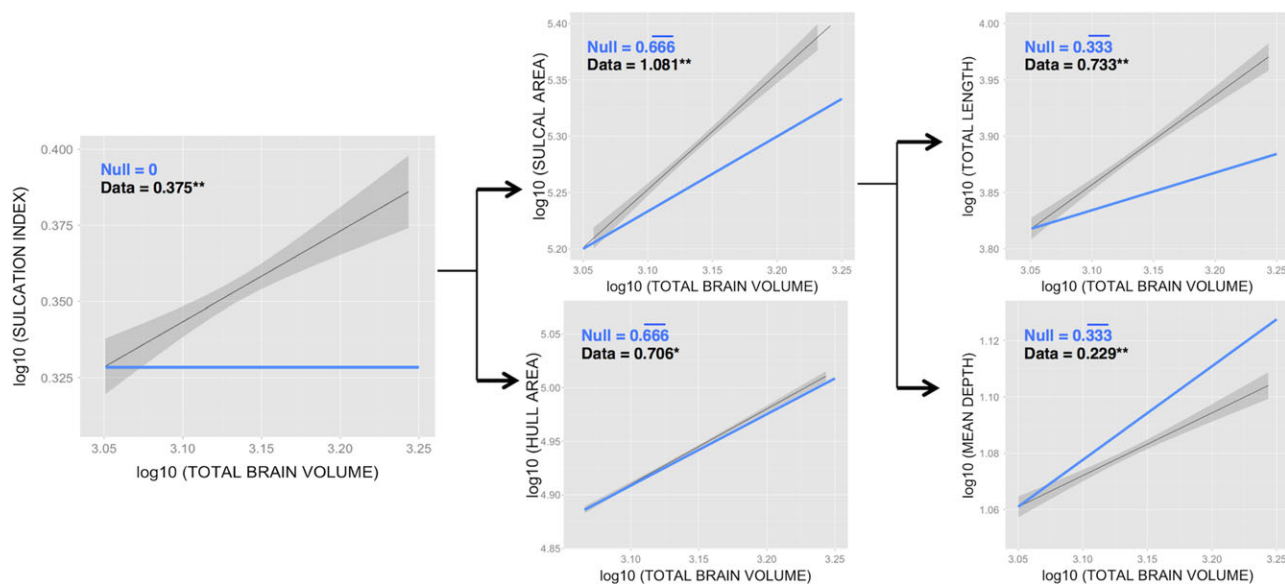 Null = 0
Data = 0.375**
0.400
0.375
0.350
0.325
log10 (SULCATION INDEX)
3.05 3.10 3.15 3.20 3.25
log10 (TOTAL BRAIN VOLUME)
Null = 0.666
Data = 1.081**
5.40
5.30
5.20
log10 (SULCAL AREA)
3.05 3.10 3.15 3.20 3.25
log10 (TOTAL BRAIN VOLUME)
Null = 0.666
Data = 0.706*
5.05
5.00
4.95
4.90
4.85
log10 (HULL AREA)
3.10 3.15 3.20 3.25
log10 (TOTAL BRAIN VOLUME)
Null = 0.333
Data = 0.733**
4.00
3.95
3.90
3.85
3.80
log10 (TOTAL LENGTH)
3.05 3.10 3.15 3.20 3.25
log10 (TOTAL BRAIN VOLUME)
Null = 0.333
Data = 0.229**
1.12
1.10
1.08
1.06
log10 (MEAN DEPTH)
3.05 3.10 3.15 3.20 3.25
log10 (TOTAL BRAIN VOLUME)